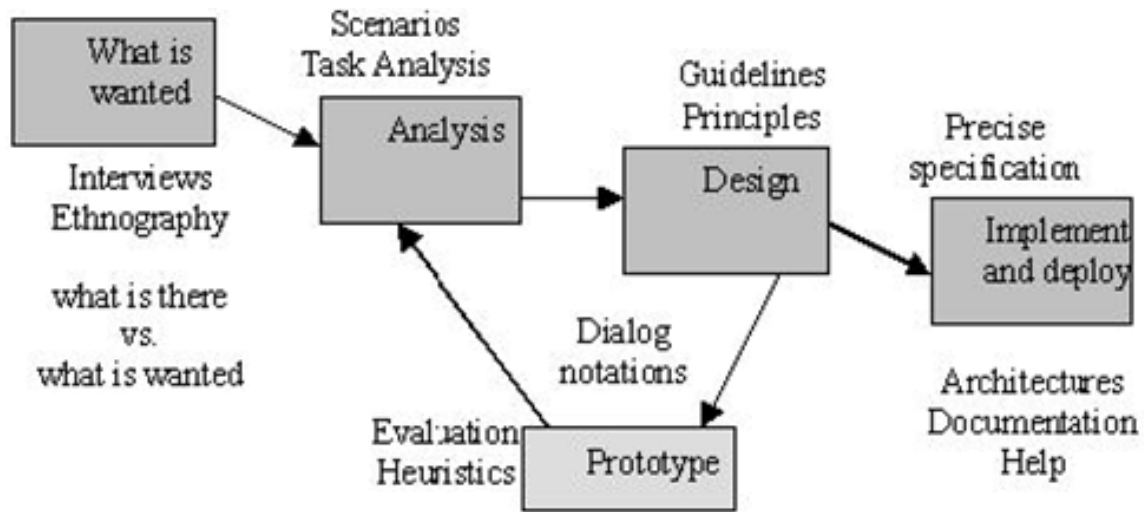 What is
wanted
Interviews
Ethnography
what is there
vs.
what is wanted
Scenarios
Task Analysis
Analysis
Guidelines
Principles
Design
Precise
specification
Implement
and deploy
Architectures
Documentation
Help
Dialog
notations
Evaluation
Heuristics
Prototype